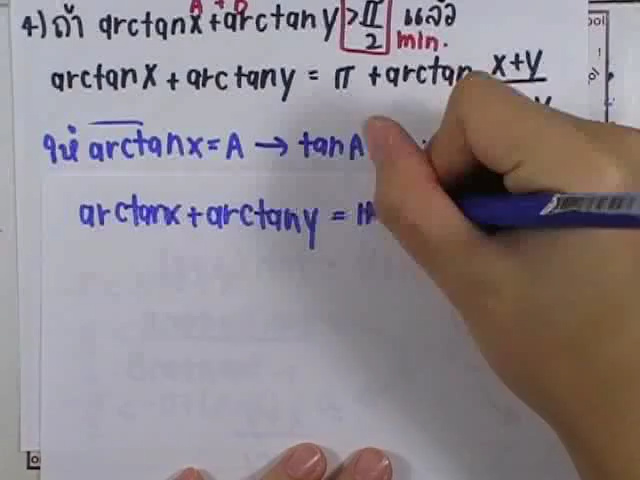 A + B
4) ถ้า arctanx + arctany > π/2 แล้ว
min.
arctanx + arctany = π + arctan x+y
ให้ arctanx = A → tanA
arctanx + arctany =